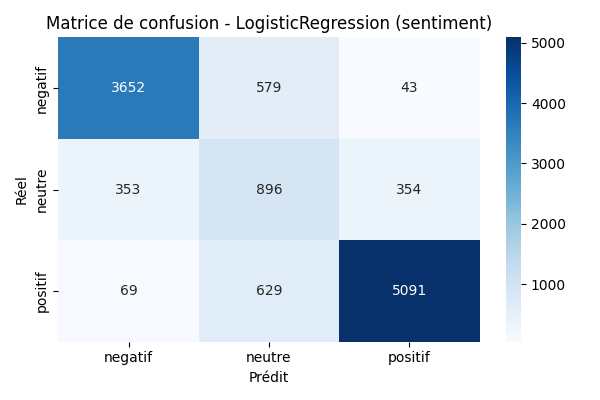 Matrice de confusion - LogisticRegression (sentiment)
negatif
3652
579
43
neutre
353
896
354
positif
69
629
5091
Réel
negatif
neutre
positif
Prédit
5000
4000
3000
2000
1000